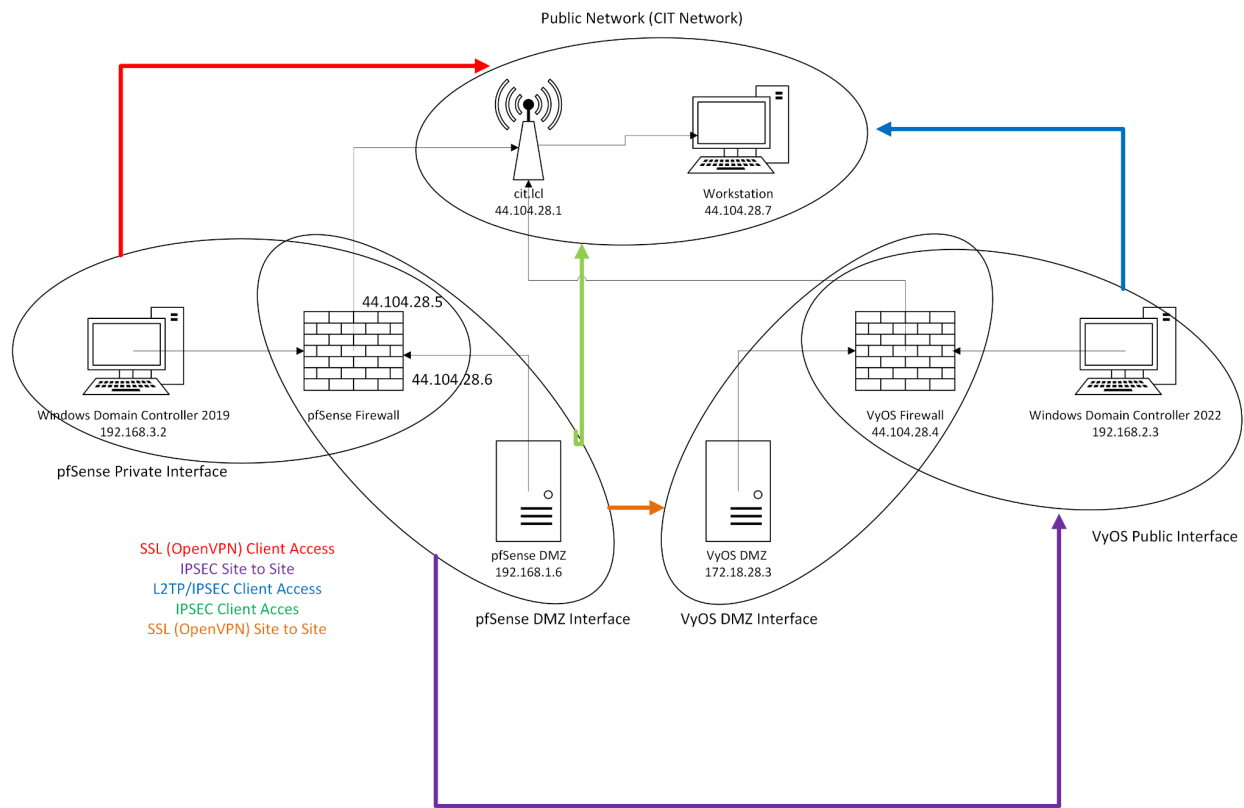 Public Network (CIT Network)
cit.lcl
44.104.28.1
Workstation
44.104.28.7
44.104.28.5
44.104.28.6
Windows Domain Controller 2019
192.168.3.2
pfSense Firewall
pfSense Private Interface
VyOS Firewall
44.104.28.4
Windows Domain Controller 2022
192.168.2.3
VyOS Public Interface
pfSense DMZ
192.168.1.6
VyOS DMZ
172.18.28.3
pfSense DMZ Interface
VyOS DMZ Interface
SSL (OpenVPN) Client Access
IPSEC Site to Site
L2TP/IPSEC Client Access
IPSEC Client Acces
SSL (OpenVPN) Site to Site